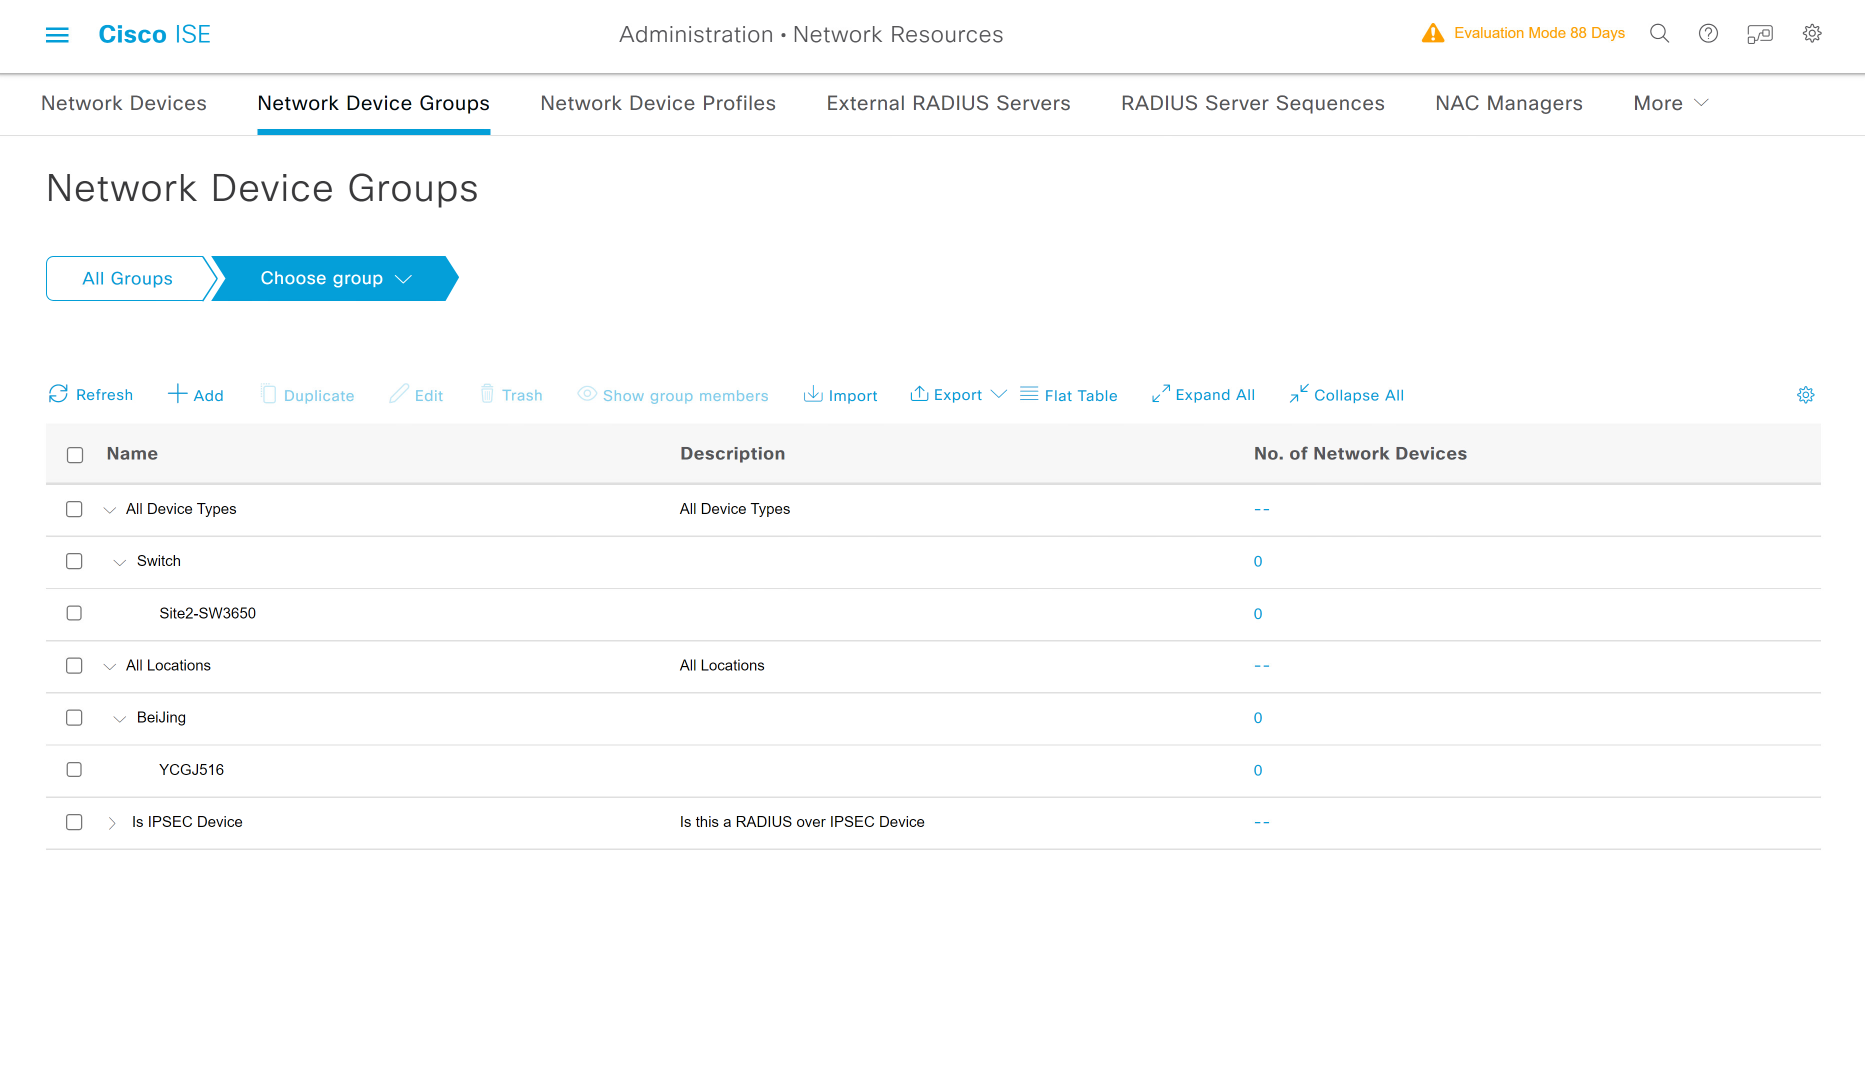 Cisco ISE
Administration • Network Resources
Evaluation Mode 88 Days
Network Devices
Network Device Groups
Network Device Profiles
External RADIUS Servers
RADIUS Server Sequences
NAC Managers
More
Network Device Groups
All Groups
Choose group
Refresh
Add
Duplicate
Edit
Trash
Show group members
Import
Export
Flat Table
Expand All
Collapse All
Name Description No. of Network Devices
All Device Types All Device Types --
Switch 0
Site2-SW3650 0
All Locations All Locations --
BeiJing 0
YCGJ516 0
Is IPSEC Device Is this a RADIUS over IPSEC Device --